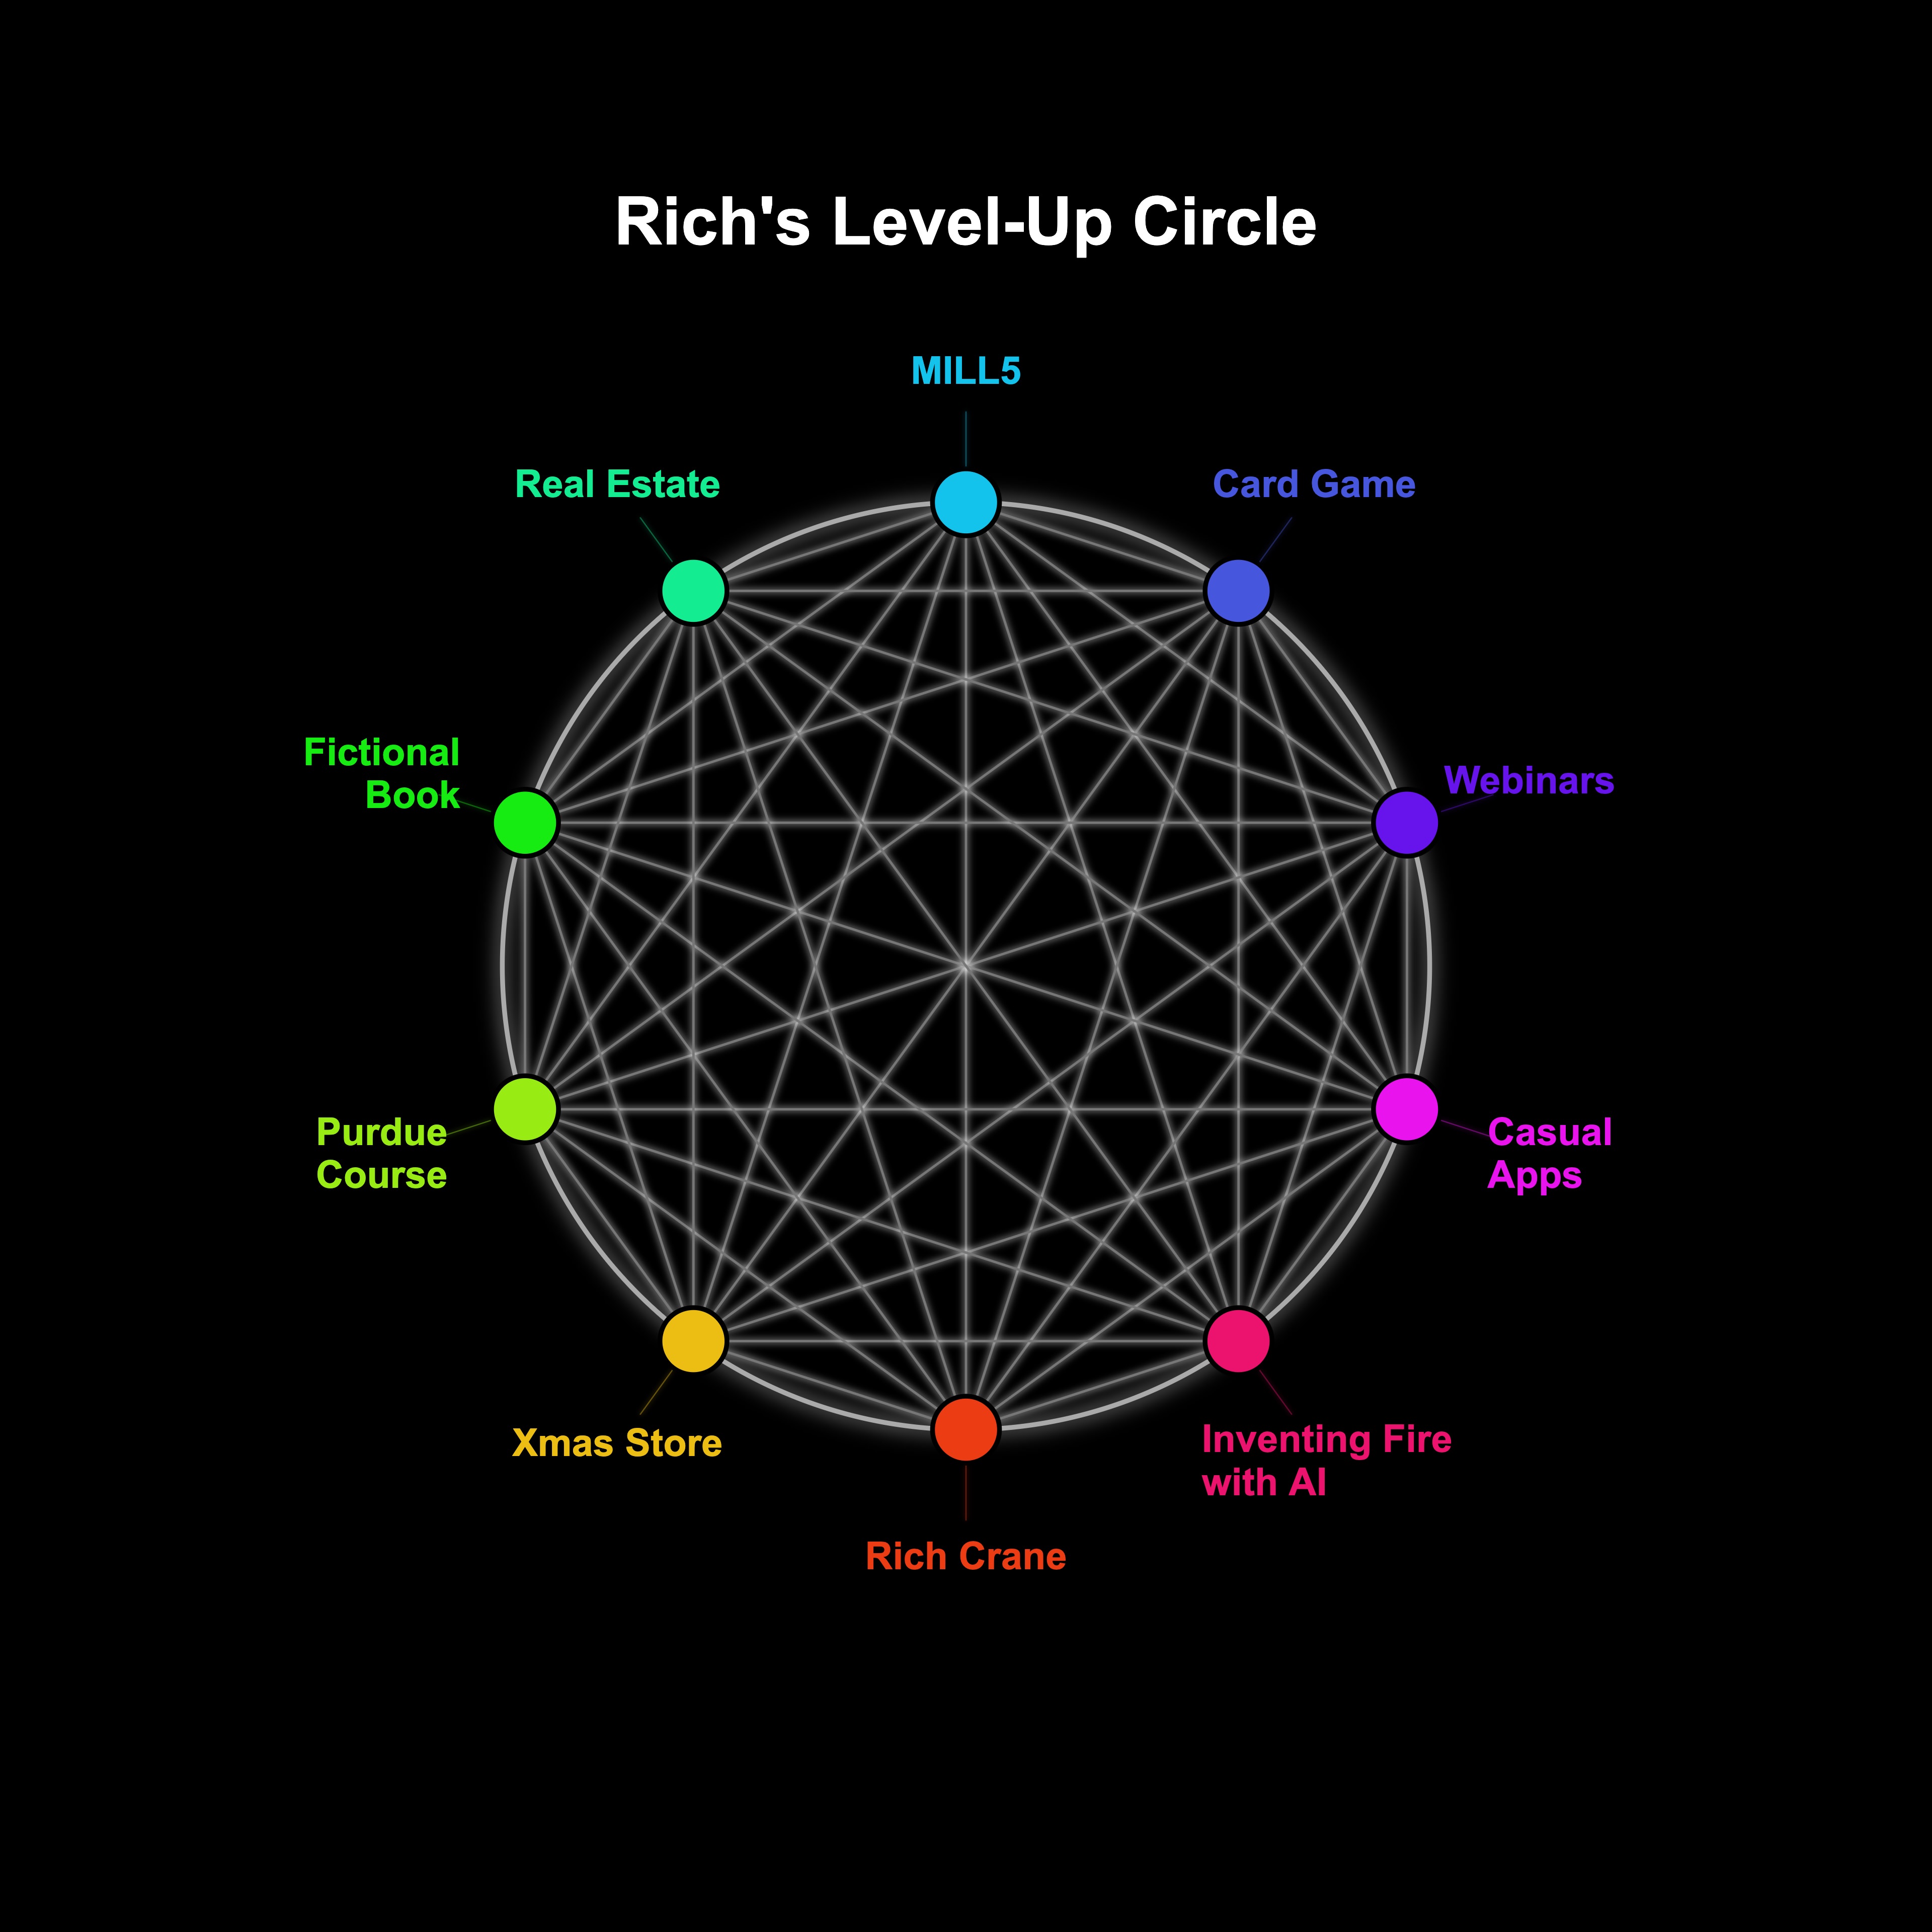 Rich's Level-Up Circle
MILL5
Real Estate
Card Game
Fictional
Book
Webinars
Purdue
Course
Casual
Apps
Xmas Store
Inventing Fire
with AI
Rich Crane